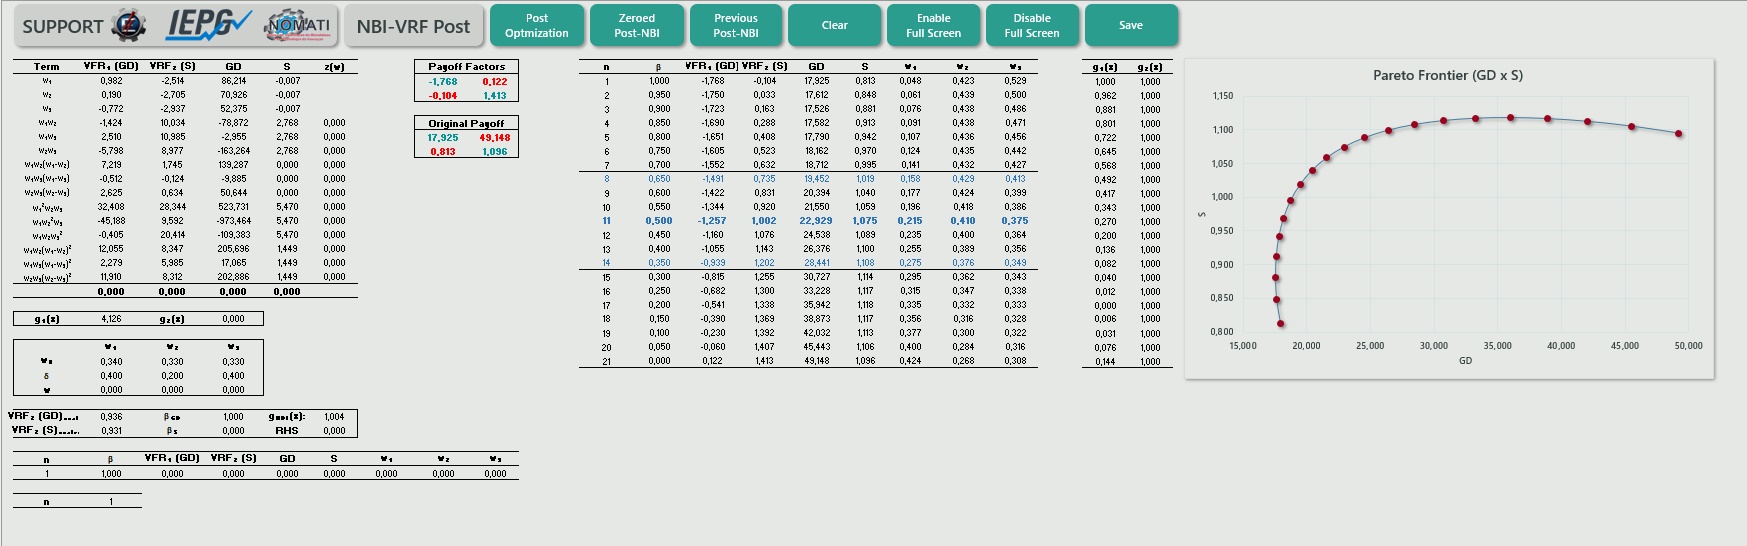 SUPPORT IEPG NOMATI NBI-VRF Post
Post Optmization
Zeroed Post-NBI
Previous Post-NBI
Clear
Enable Full Screen
Disable Full Screen
Save
Term VFR₁ (GD) VRF₂ (S) GD S z(w)
w₁ 0,982 -2,514 86,214 -0,007
w₂ 0,190 -2,705 70,926 -0,007
w₃ -0,772 -2,937 52,375 -0,007
w₁w₂ -1,424 10,034 -78,872 2,768 0,000
w₁w₃ 2,510 10,985 -2,955 2,768 0,000
w₂w₃ -5,798 8,977 -163,264 2,768 0,000
w₁w₂(w₁-w₂) 7,219 1,745 139,287 0,000 0,000
w₁w₃(w₁-w₃) -0,512 -0,124 -9,885 0,000 0,000
w₂w₃(w₂-w₃) 2,625 0,634 50,644 0,000 0,000
w₁²w₂w₃ 32,408 28,344 523,731 5,470 0,000
w₁w₂²w₃ -45,188 9,592 -973,464 5,470 0,000
w₁w₂w₃² -0,405 20,414 -109,383 5,470 0,000
w₁w₂(w₁-w₂)² 12,055 8,347 205,696 1,449 0,000
w₁w₃(w₁-w₃)² 2,279 5,985 17,065 1,449 0,000
w₂w₃(w₂-w₃)² 11,910 8,312 202,886 1,449 0,000
0,000 0,000 0,000 0,000
g₁(x) 4,126 g₂(x) 0,000
w₁ w₂ w₃
0,340 0,330 0,330
δ 0,400 0,200 0,400
w 0,000 0,000 0,000
VRF₂ (GD) 0,936 β GD 1,000 1,004
VRF₂ (S) 0,931 β s 0,000 RHS 0,000
n β VFR₁ (GD) VRF₂ (S) GD S w₁ w₂ w₃
1 1,000 0,000 0,000 0,000 0,000 0,000 0,000 0,000
n 1
Payoff Factors
-1,768 0,122
-0,104 1,413
Original Payoff
17,925 49,148
0,813 1,096
n β VFR₁ (GD) VRF₂ (S) GD S w₁ w₂ w₃
1 1,000 -1,768 -0,104 17,925 0,813 0,048 0,423 0,529
2 0,950 -1,750 0,033 17,612 0,848 0,061 0,439 0,500
3 0,900 -1,723 0,163 17,526 0,881 0,076 0,438 0,486
4 0,850 -1,690 0,288 17,582 0,913 0,091 0,438 0,471
5 0,800 -1,651 0,408 17,790 0,942 0,107 0,436 0,456
6 0,750 -1,605 0,523 18,162 0,970 0,124 0,435 0,442
7 0,700 -1,552 0,632 18,712 0,995 0,141 0,432 0,427
8 0,650 -1,491 0,735 19,452 1,019 0,158 0,429 0,413
9 0,600 -1,422 0,831 20,394 1,040 0,177 0,424 0,399
10 0,550 -1,344 0,920 21,550 1,059 0,196 0,418 0,386
11 0,500 -1,257 1,002 22,929 1,075 0,215 0,410 0,375
12 0,450 -1,160 1,076 24,538 1,089 0,235 0,400 0,364
13 0,400 -1,055 1,143 26,376 1,100 0,255 0,389 0,356
14 0,350 -0,939 1,202 28,441 1,108 0,275 0,376 0,349
15 0,300 -0,815 1,255 30,727 1,114 0,295 0,362 0,343
16 0,250 -0,682 1,300 33,228 1,117 0,315 0,347 0,338
17 0,200 -0,541 1,338 35,942 1,118 0,335 0,332 0,333
18 0,150 -0,390 1,369 38,873 1,117 0,356 0,316 0,328
19 0,100 -0,230 1,392 42,032 1,113 0,377 0,300 0,322
20 0,050 -0,060 1,407 45,443 1,106 0,400 0,284 0,316
21 0,000 0,122 1,413 49,148 1,096 0,424 0,268 0,308
g₁(x) g₂(x)
1,000 1,000
0,962 1,000
0,881 1,000
0,801 1,000
0,722 1,000
0,645 1,000
0,568 1,000
0,492 1,000
0,417 1,000
0,343 1,000
0,270 1,000
0,200 1,000
0,136 1,000
0,082 1,000
0,040 1,000
0,012 1,000
0,000 1,000
0,006 1,000
0,031 1,000
0,076 1,000
0,144 1,000
Pareto Frontier (GD x S)
1,150
1,100
1,050
1,000
0,950
0,900
0,850
0,800
S
15,000 20,000 25,000 30,000 35,000 40,000 45,000 50,000
GD